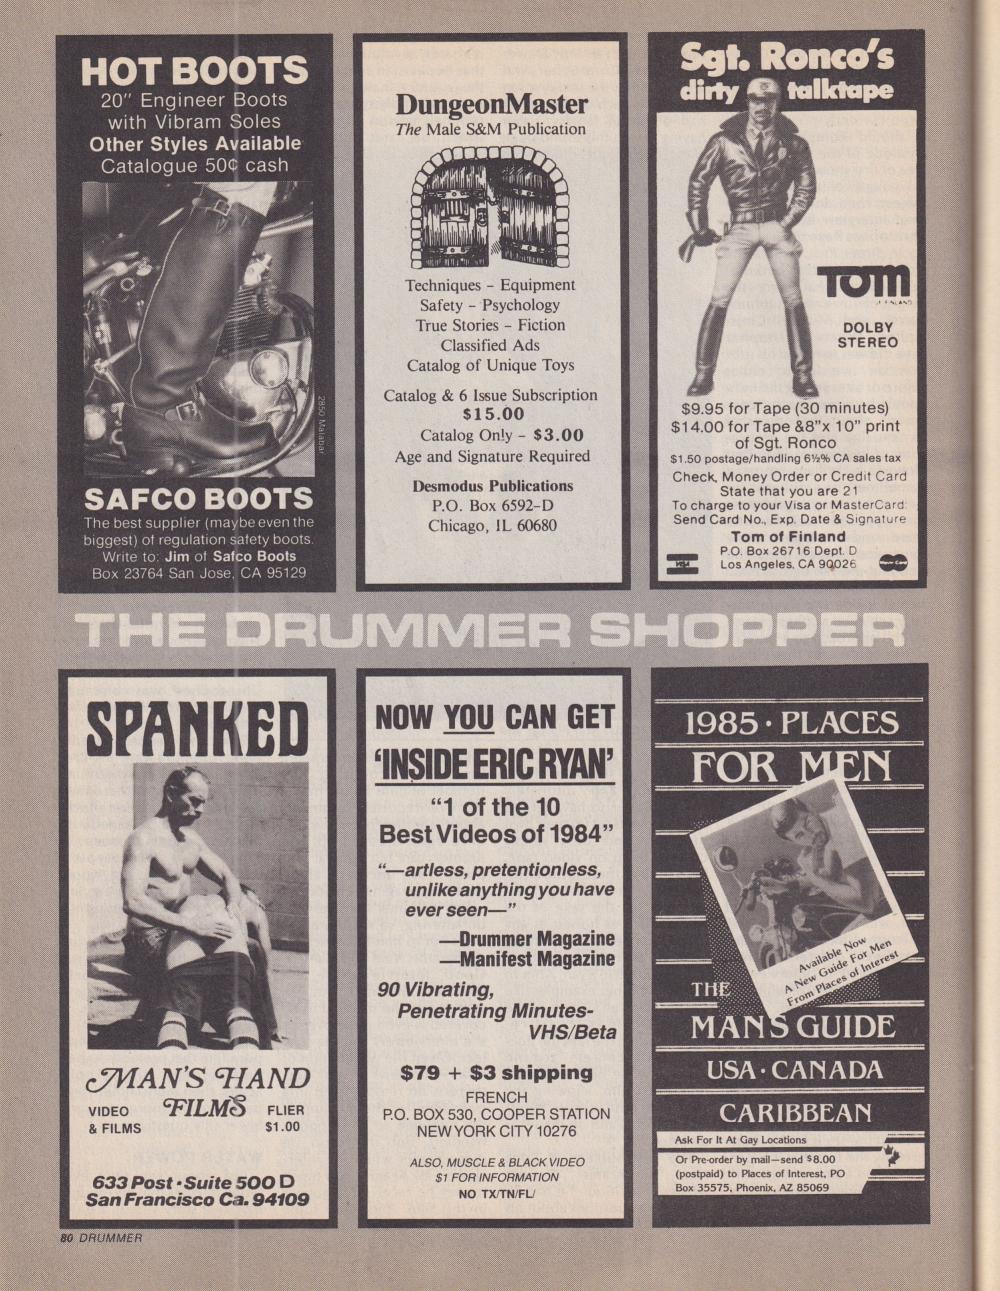 HOT BOOTS
20" Engineer Boots
with Vibram Soles
Other Styles Available
Catalogue 50¢ cash
2850 Malabar
SAFCO BOOTS
The best supplier (maybe even the
biggest) of regulation safety boots.
Write to: Jim of Safco Boots
Box 23764 San Jose, CA 95129
DungeonMaster
The Male S&M Publication
Techniques – Equipment
Safety – Psychology
True Stories – Fiction
Classified Ads
Catalog of Unique Toys
Catalog & 6 Issue Subscription
$15.00
Catalog Only – $3.00
Age and Signature Required
Desmodus Publications
P.O. Box 6592–D
Chicago, IL 60680
Sgt. Ronco's
dirty talktape
TOM
OF FINLAND
DOLBY
STEREO
$9.95 for Tape (30 minutes)
$14.00 for Tape &8"x 10" print
of Sgt. Ronco
$1.50 postage/handling 6½% CA sales tax
Check, Money Order or Credit Card
State that you are 21
To charge to your Visa or MasterCard:
Send Card No., Exp. Date & Signature
Tom of Finland
P.O. Box 26716 Dept. D
Los Angeles, CA 90026
VISA
MasterCard
THE DRUMMER SHOPPER
SPANKED
MAN'S HAND
FILMS
VIDEO
& FILMS
FLIER
$1.00
633 Post • Suite 500 D
San Francisco Ca. 94109
NOW YOU CAN GET
'INSIDE ERIC RYAN'
"1 of the 10
Best Videos of 1984"
"—artless, pretentionless,
unlike anything you have
ever seen—"
—Drummer Magazine
—Manifest Magazine
90 Vibrating,
Penetrating Minutes-
VHS/Beta
$79 + $3 shipping
FRENCH
P.O. BOX 530, COOPER STATION
NEW YORK CITY 10276
ALSO, MUSCLE & BLACK VIDEO
$1 FOR INFORMATION
NO TX/TN/FL/
1985 · PLACES
FOR MEN
Available Now
A New Guide For Men
From Places of Interest
THE
MAN'S GUIDE
USA · CANADA
CARIBBEAN
Ask For It At Gay Locations
Or Pre-order by mail—send $8.00
(postpaid) to Places of Interest, PO
Box 35575, Phoenix, AZ 85069
80 DRUMMER